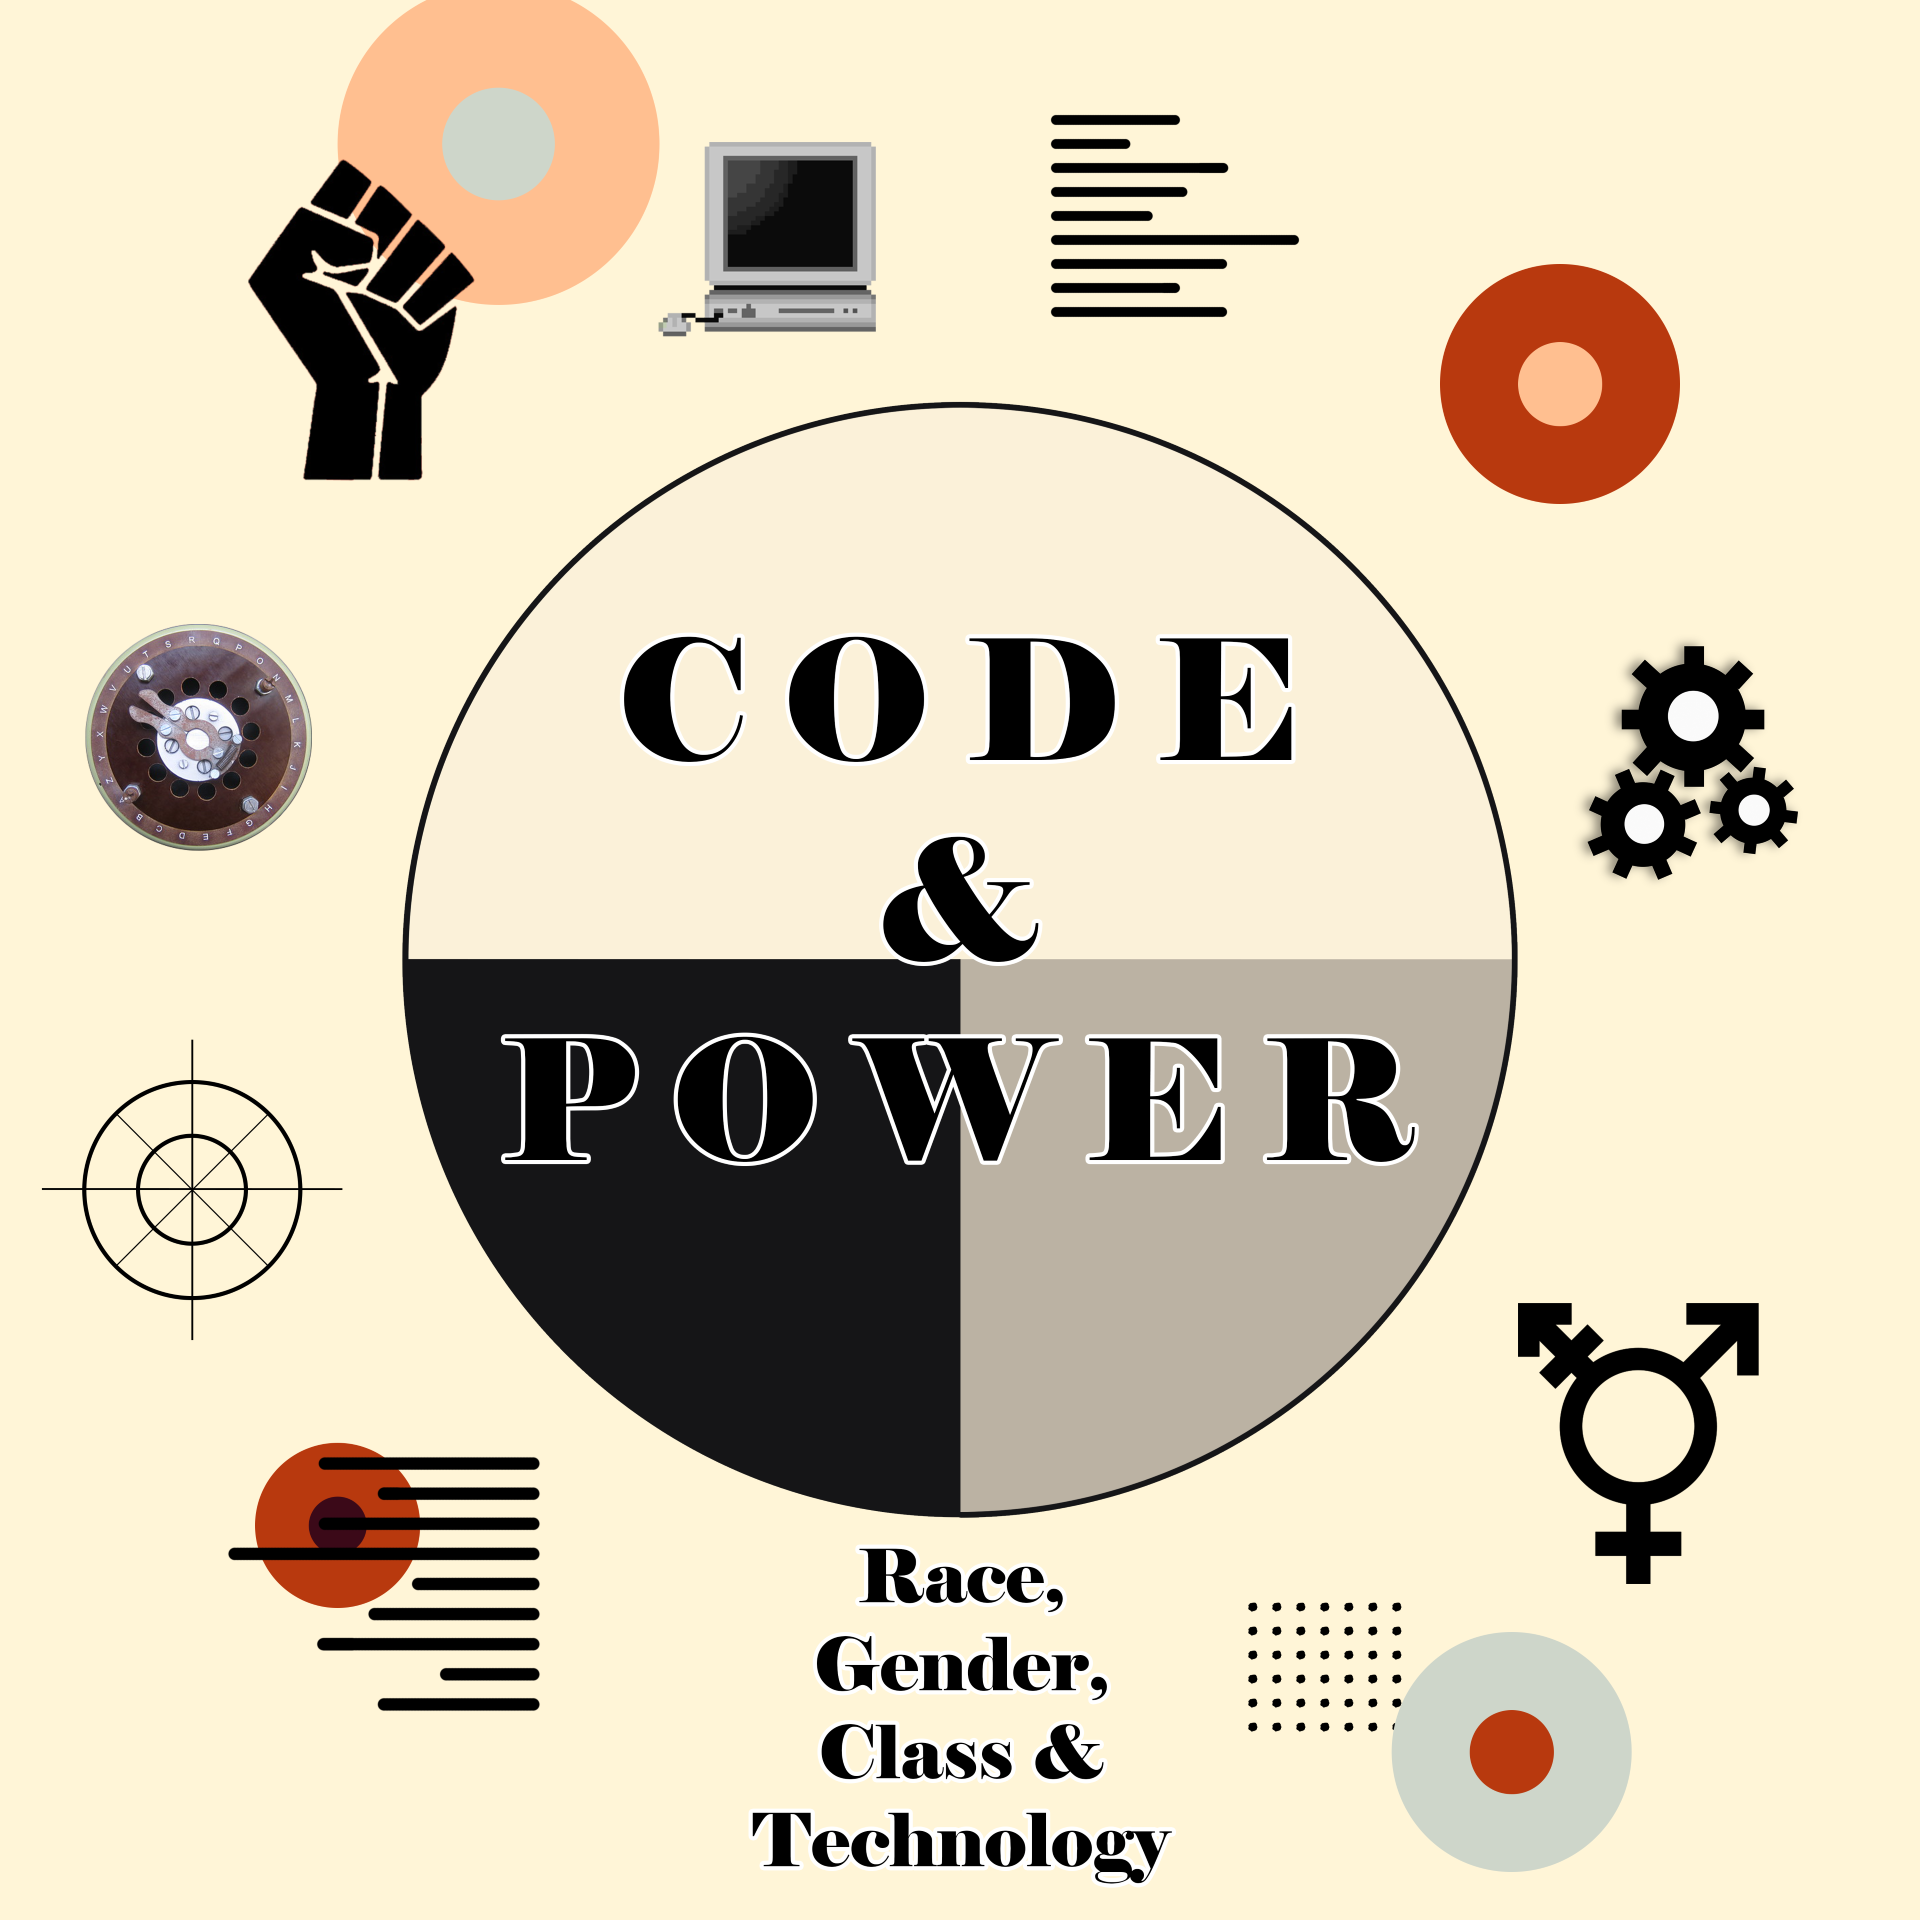 CODE
&
POWER
Race,
Gender,
Class &
Technology
A B C D E F G H I J K L M N O P Q R S T U V W X Y Z